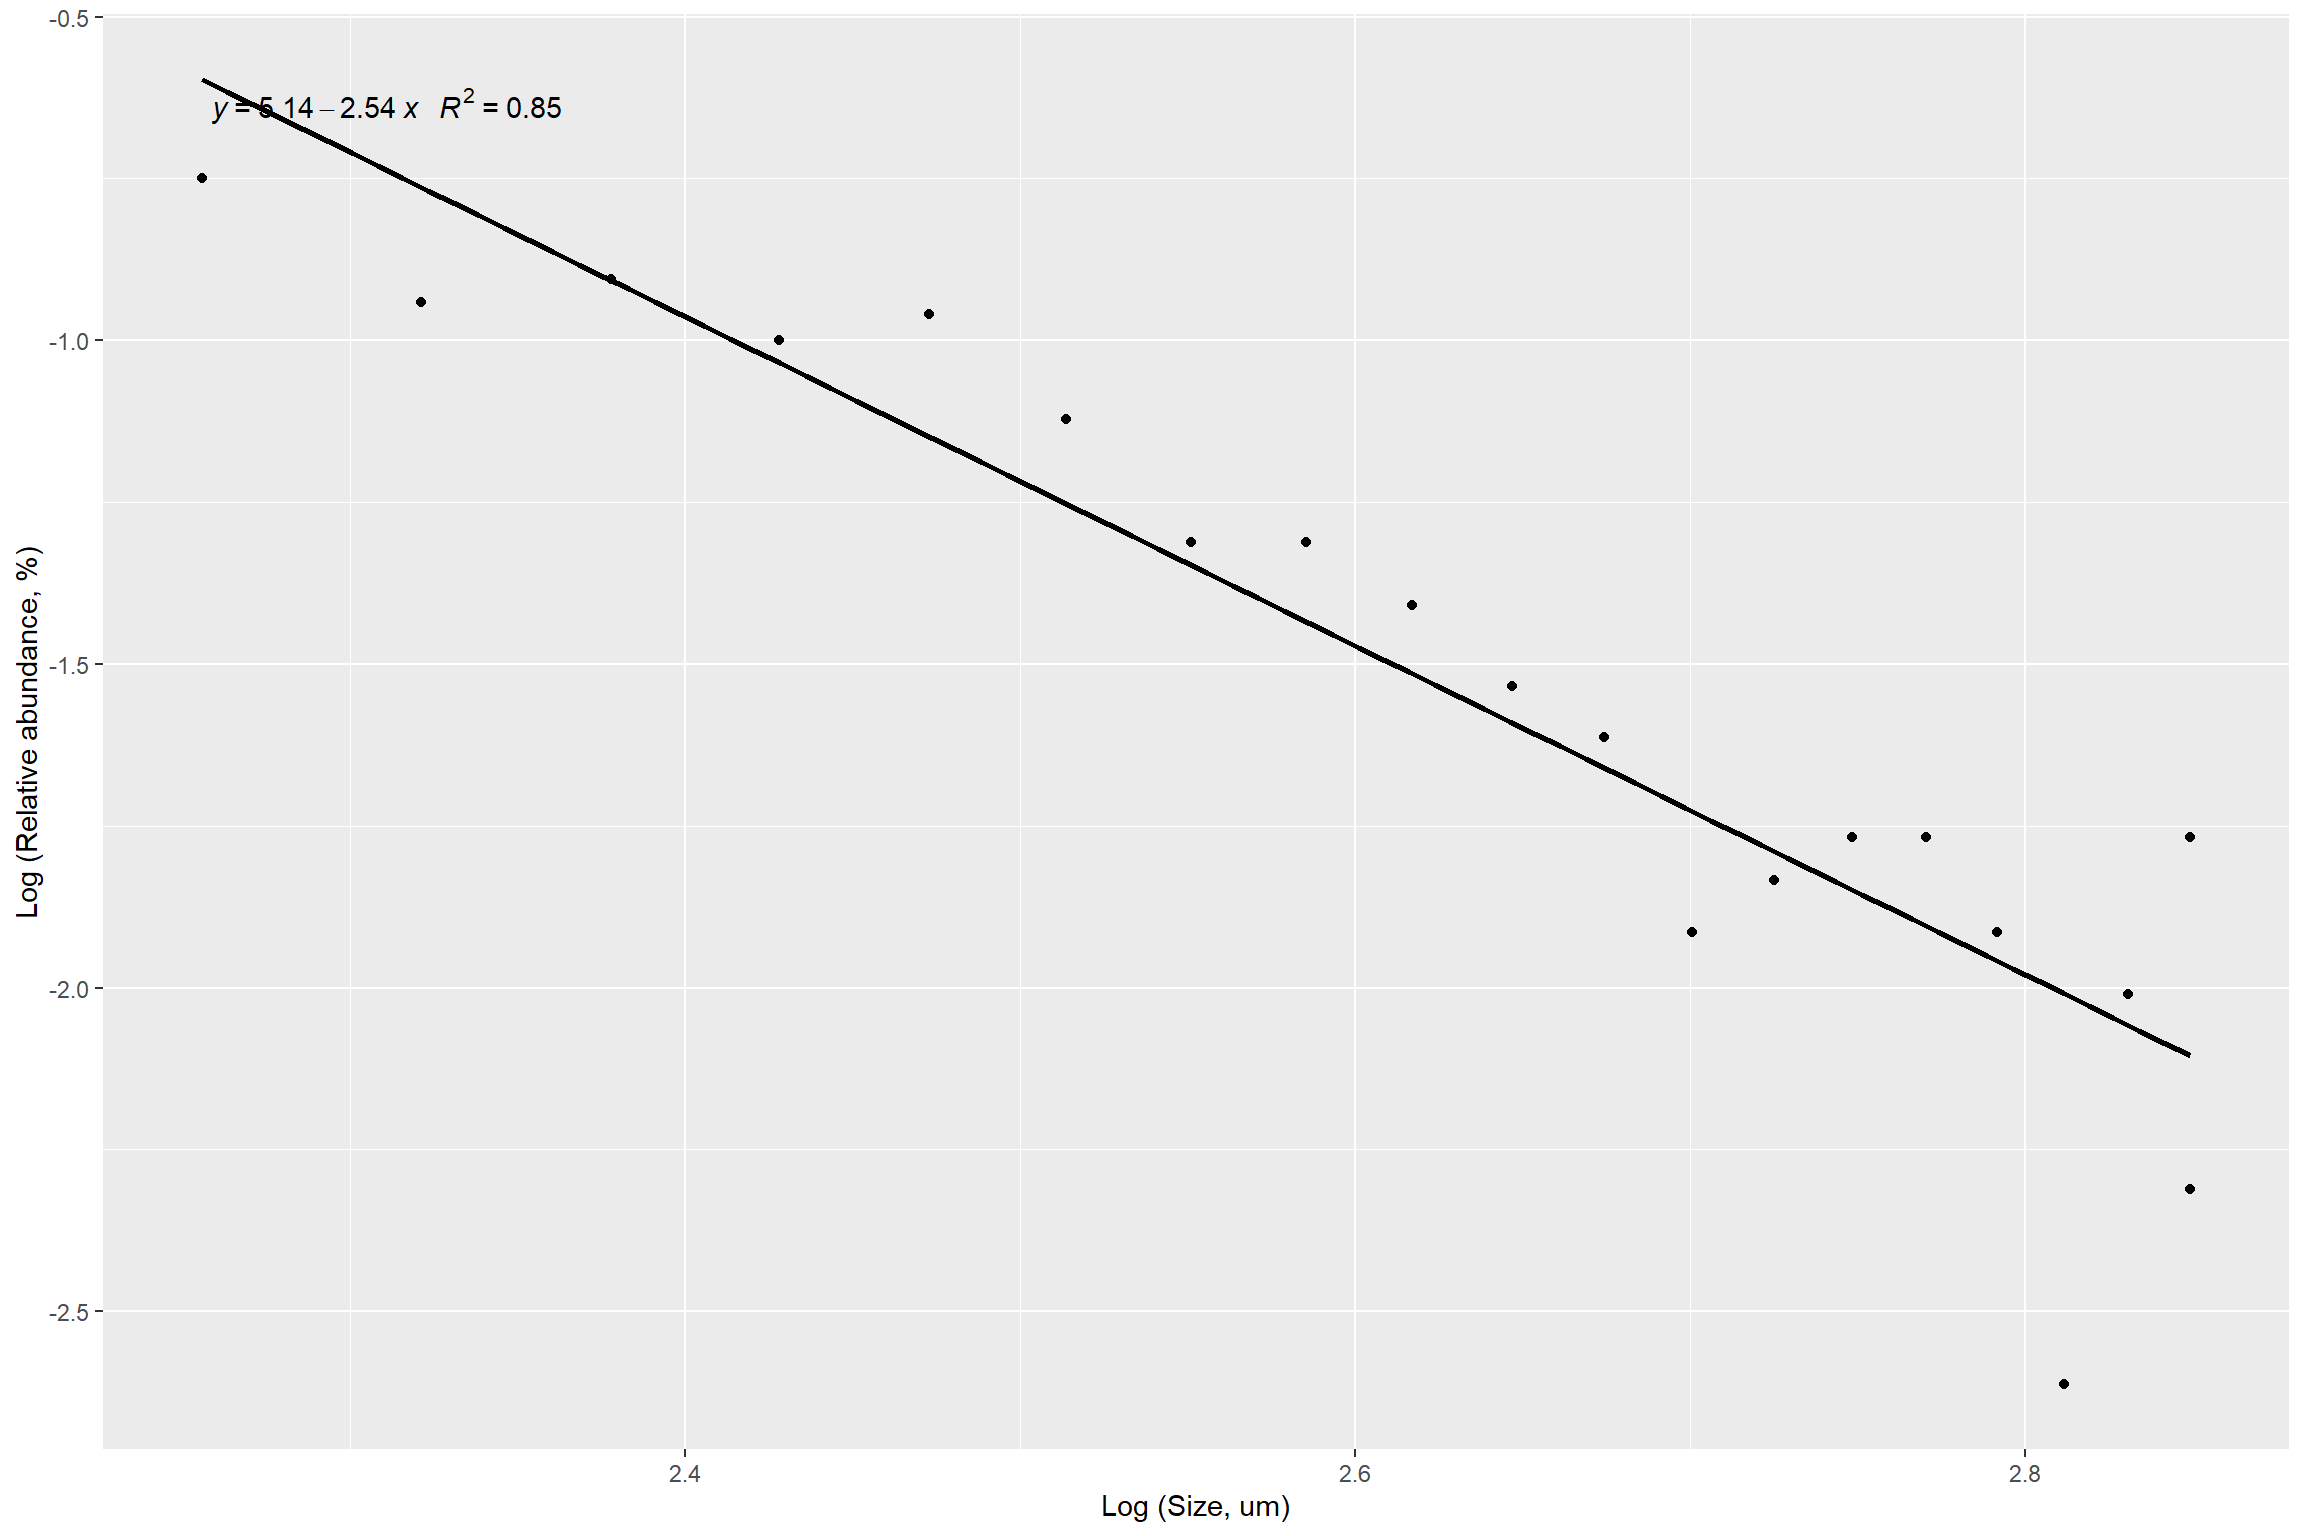 -0.5
y = 5.14 − 2.54 x R² = 0.85
-1.0
-1.5
-2.0
-2.5
Log (Relative abundance, %)
2.4 2.6 2.8
Log (Size, um)